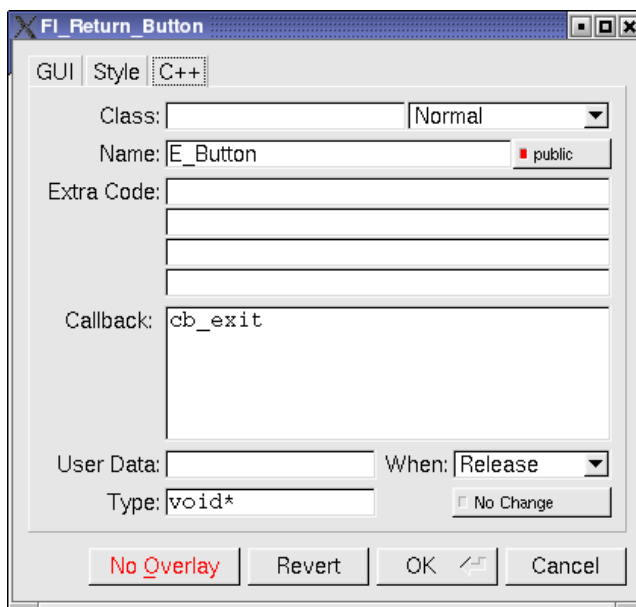 Fl_Return_Button
GUI Style C++
Class: Normal
Name: E_Button public
Extra Code:
Callback: cb_exit
User Data: When: Release
Type: void* No Change
No Overlay Revert OK Cancel